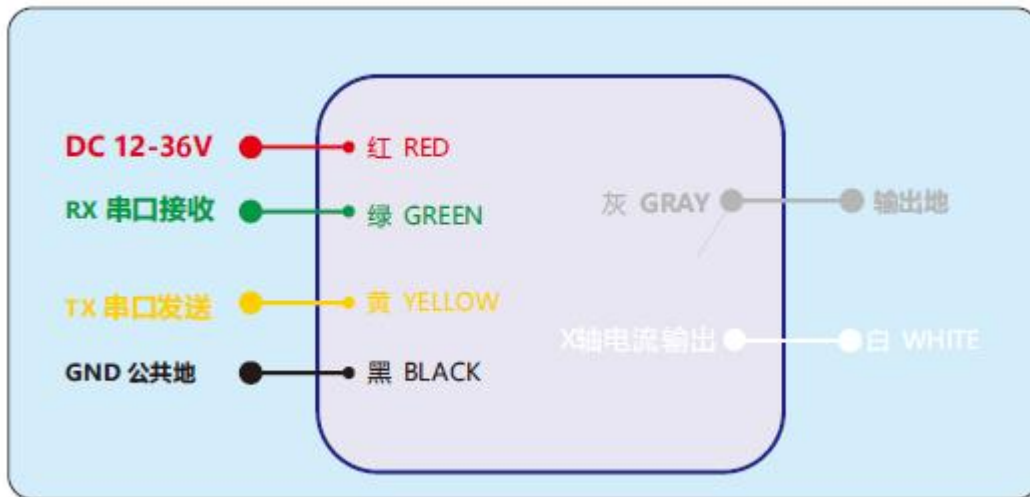 DC 12-36V 红 RED
RX 串口接收 绿 GREEN
灰 GRAY 输出地
TX 串口发送 黄 YELLOW
X轴电流输出 白 WHITE
GND 公共地 黑 BLACK